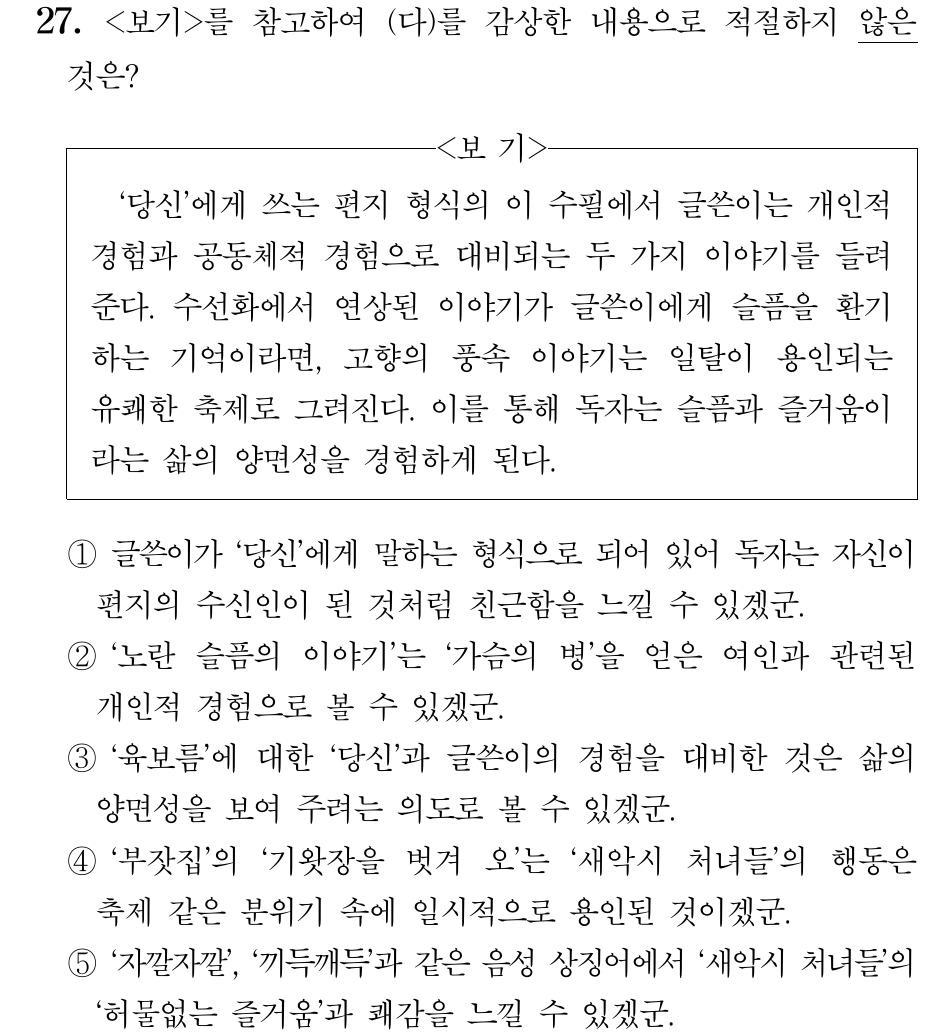 27. <보기>를 참고하여 (다)를 감상한 내용으로 적절하지 않은
것은?
<보 기>
‘당신’에게 쓰는 편지 형식의 이 수필에서 글쓴이는 개인적
경험과 공동체적 경험으로 대비되는 두 가지 이야기를 들려
준다. 수선화에서 연상된 이야기가 글쓴이에게 슬픔을 환기
하는 기억이라면, 고향의 풍속 이야기는 일탈이 용인되는
유쾌한 축제로 그려진다. 이를 통해 독자는 슬픔과 즐거움이
라는 삶의 양면성을 경험하게 된다.
① 글쓴이가 ‘당신’에게 말하는 형식으로 되어 있어 독자는 자신이
편지의 수신인이 된 것처럼 친근함을 느낄 수 있겠군.
② ‘노란 슬픔의 이야기’는 ‘가슴의 병’을 얻은 여인과 관련된
개인적 경험으로 볼 수 있겠군.
③ ‘육보름’에 대한 ‘당신’과 글쓴이의 경험을 대비한 것은 삶의
양면성을 보여 주려는 의도로 볼 수 있겠군.
④ ‘부잣집’의 ‘기왓장을 벗겨 오’는 ‘새악시 처녀들’의 행동은
축제 같은 분위기 속에 일시적으로 용인된 것이겠군.
⑤ ‘자깔자깔’, ‘끼득깨득’과 같은 음성 상징어에서 ‘새악시 처녀들’의
‘허물없는 즐거움’과 쾌감을 느낄 수 있겠군.